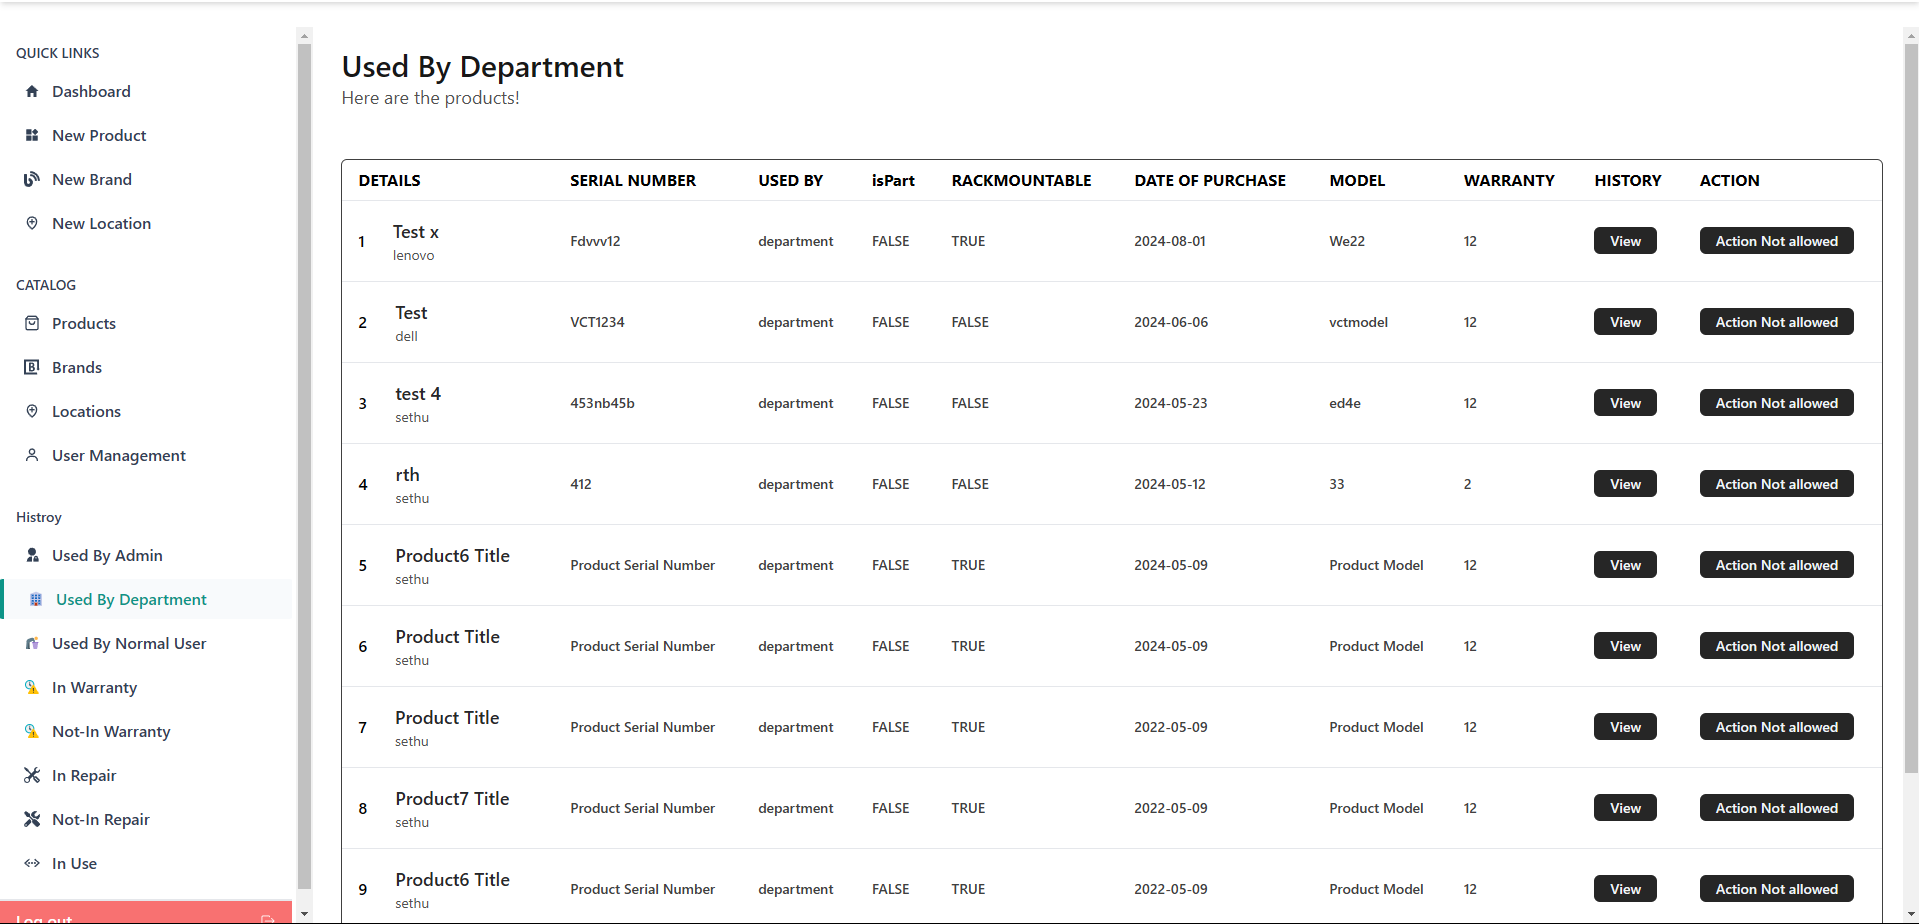 QUICK LINKS
Dashboard
New Product
New Brand
New Location
CATALOG
Products
Brands
Locations
User Management
Histroy
Used By Admin
Used By Department
Used By Normal User
In Warranty
Not-In Warranty
In Repair
Not-In Repair
In Use
Log out
Used By Department
Here are the products!
DETAILS SERIAL NUMBER USED BY isPart RACKMOUNTABLE DATE OF PURCHASE MODEL WARRANTY HISTORY ACTION
1 Test x Fdvvv12 department FALSE TRUE 2024-08-01 We22 12 View Action Not allowed
lenovo
2 Test VCT1234 department FALSE FALSE 2024-06-06 vctmodel 12 View Action Not allowed
dell
3 test 4 453nb45b department FALSE FALSE 2024-05-23 ed4e 12 View Action Not allowed
sethu
4 rth 412 department FALSE FALSE 2024-05-12 33 2 View Action Not allowed
sethu
5 Product6 Title Product Serial Number department FALSE TRUE 2024-05-09 Product Model 12 View Action Not allowed
sethu
6 Product Title Product Serial Number department FALSE TRUE 2024-05-09 Product Model 12 View Action Not allowed
sethu
7 Product Title Product Serial Number department FALSE TRUE 2022-05-09 Product Model 12 View Action Not allowed
sethu
8 Product7 Title Product Serial Number department FALSE TRUE 2022-05-09 Product Model 12 View Action Not allowed
sethu
9 Product6 Title Product Serial Number department FALSE TRUE 2022-05-09 Product Model 12 View Action Not allowed
sethu